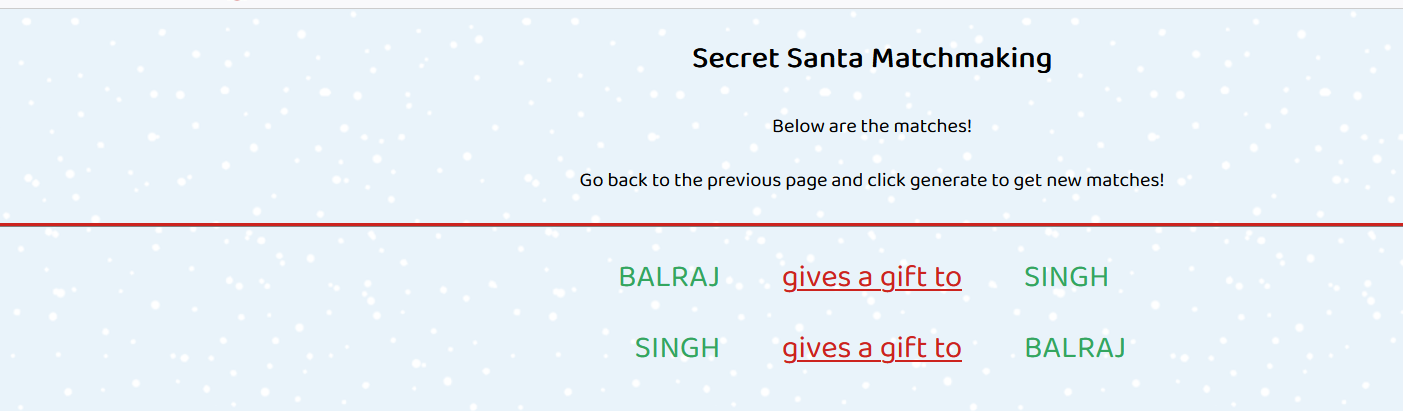 Secret Santa Matchmaking
Below are the matches!
Go back to the previous page and click generate to get new matches!
BALRAJ gives a gift to SINGH
SINGH gives a gift to BALRAJ